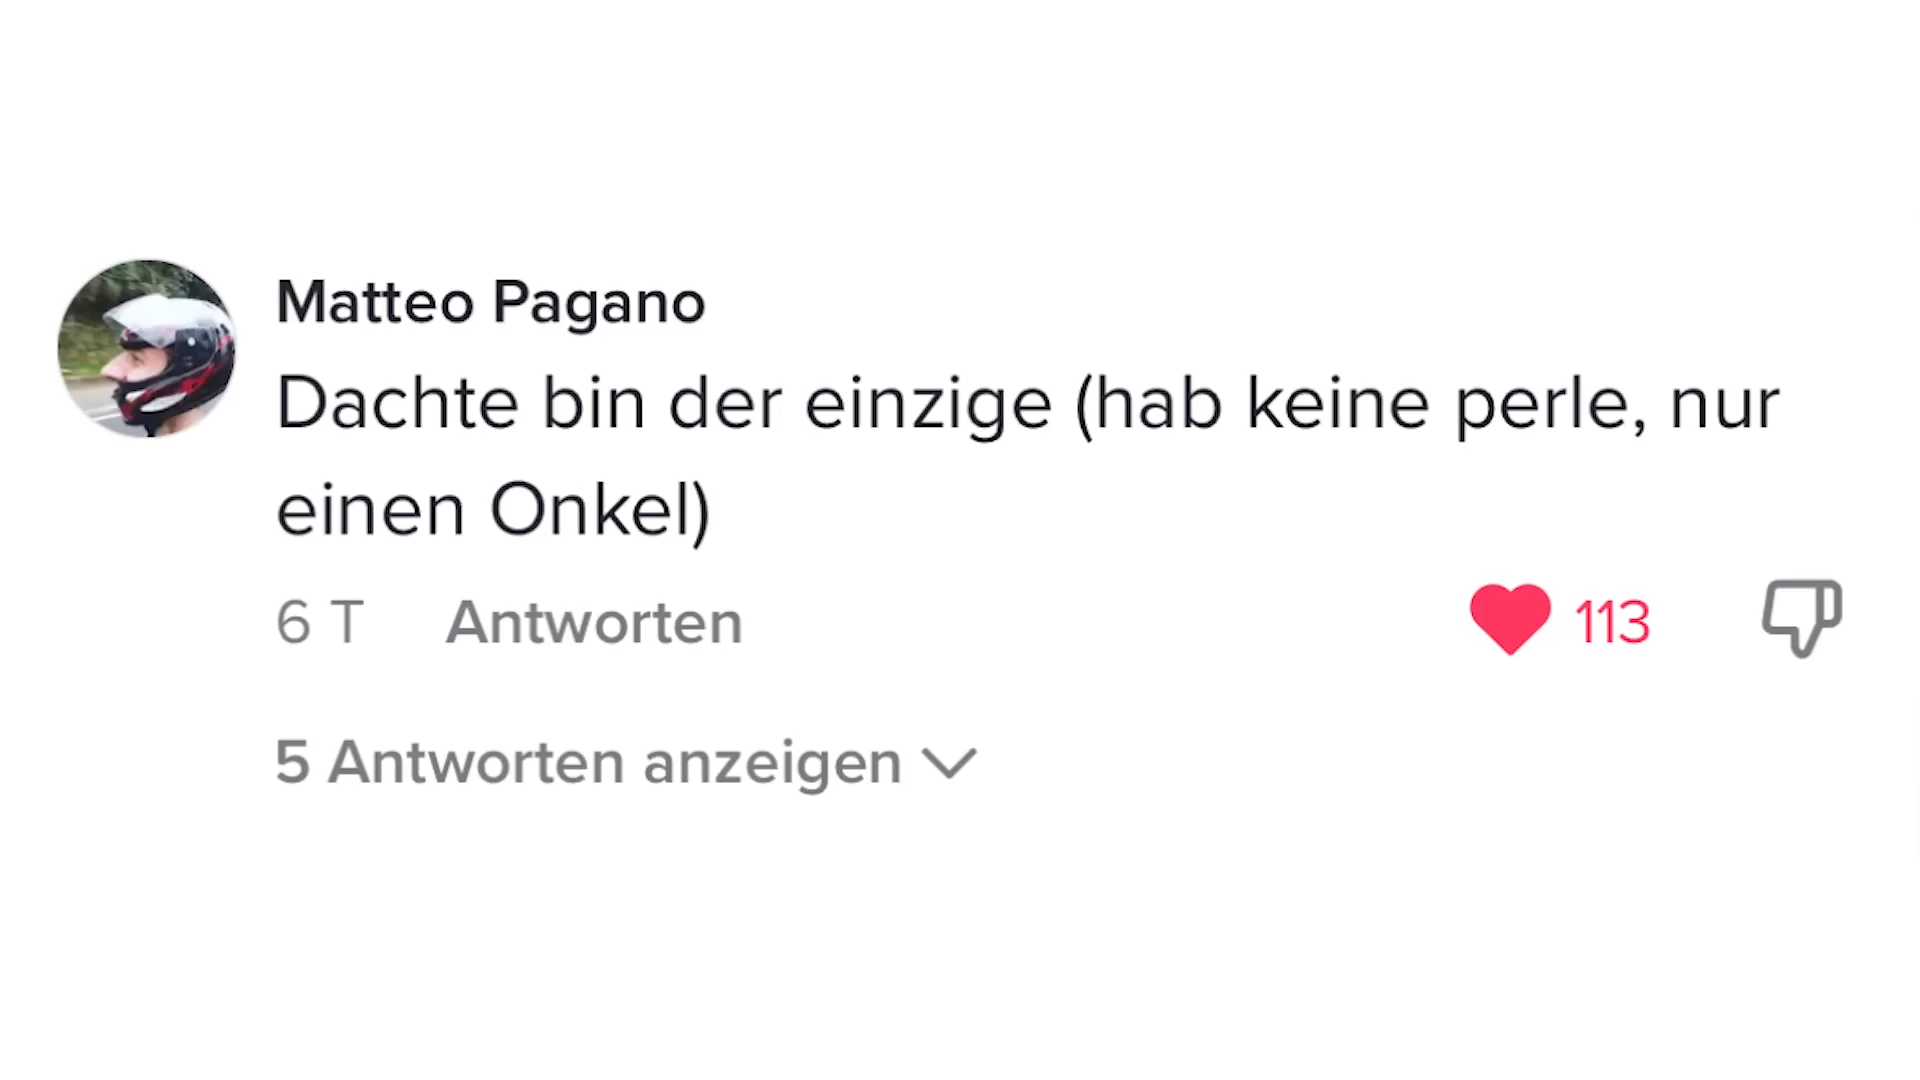 Matteo Pagano
Dachte bin der einzige (hab keine perle, nur
einen Onkel)
6 T Antworten
113
5 Antworten anzeigen